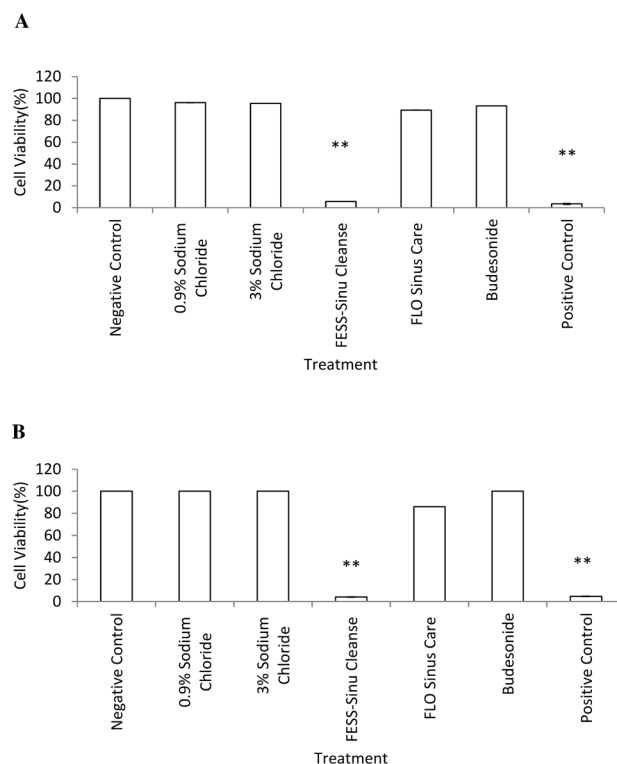 A
Cell Viability(%)
120
100
80
60
40
20
0
**
**
Negative Control
0.9% Sodium
Chloride
3% Sodium
Chloride
FESS-Sinu Cleanse
FLO Sinus Care
Budesonide
Positive Control
Treatment
B
Cell Viability(%)
120
100
80
60
40
20
0
**
**
Negative Control
0.9% Sodium
Chloride
3% Sodium
Chloride
FESS-Sinu Cleanse
FLO Sinus Care
Budesonide
Positive Control
Treatment